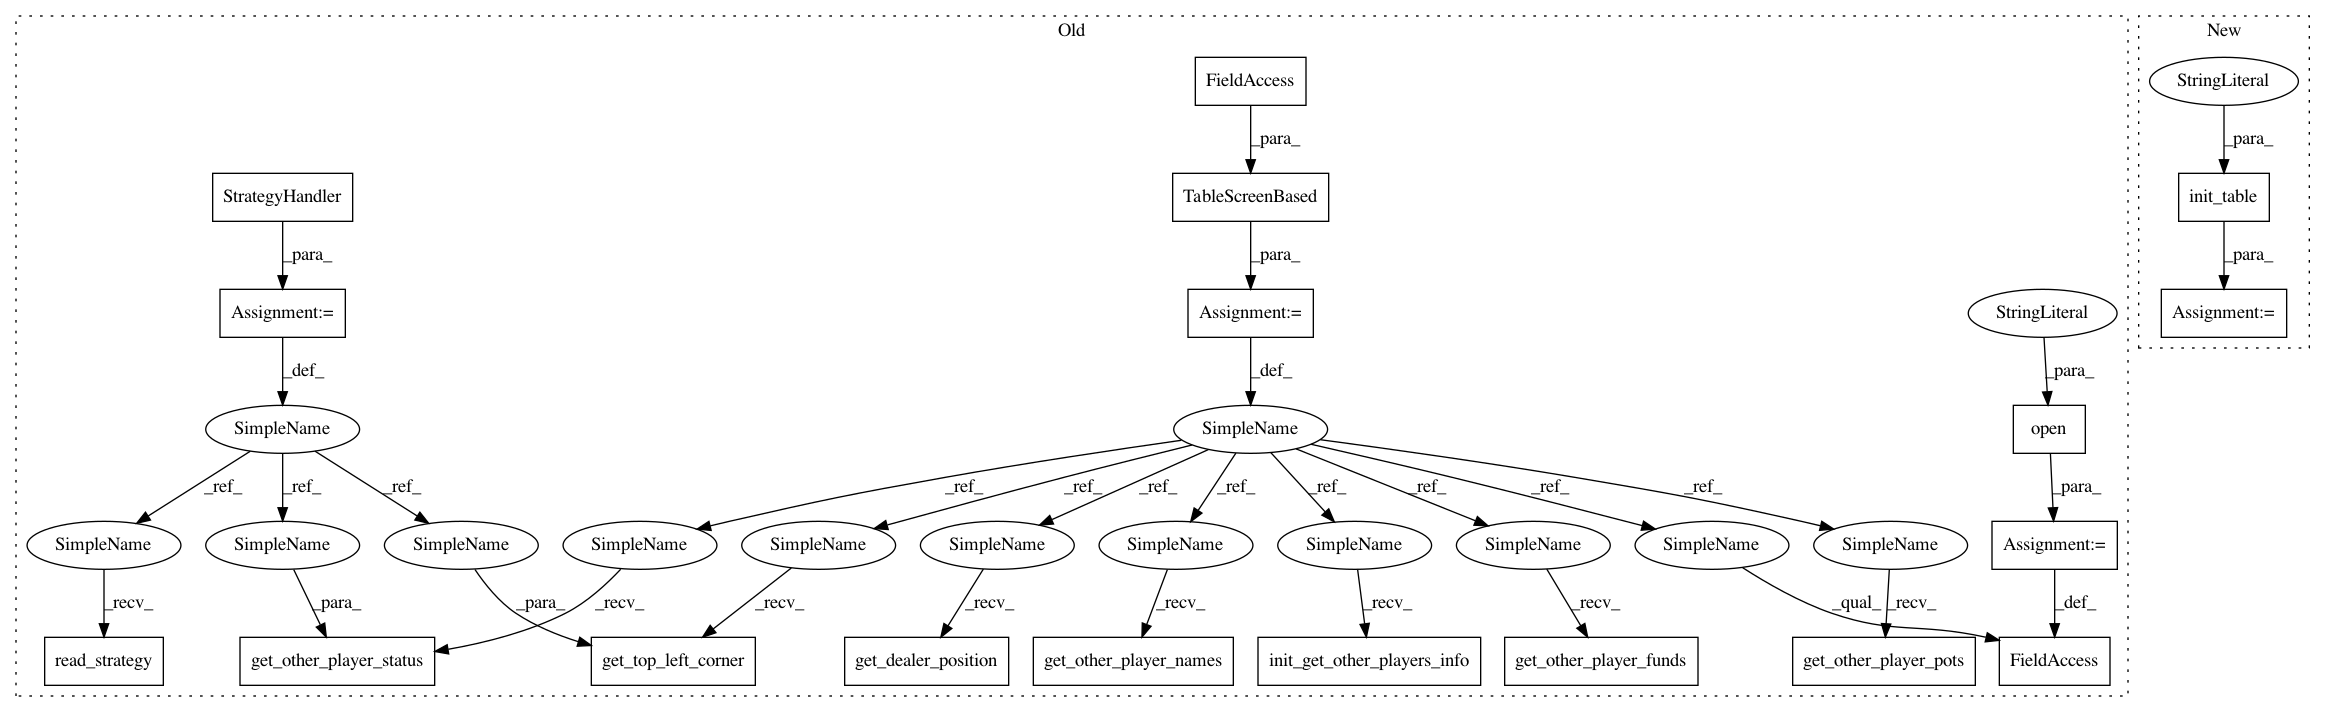 Old
New
FieldAccess
StringLiteral
_para_
_para_
StrategyHandler
TableScreenBased
init_table
_para_
_para_
_para_
Assignment:=
Assignment:=
StringLiteral
Assignment:=
_def_
_def_
_para_
SimpleName
SimpleName
open
_ref_
_ref_
_ref_
_ref_
_ref_
_ref_
_ref_
_ref_
_ref_
_ref_
_ref_
_para_
SimpleName
SimpleName
SimpleName
SimpleName
SimpleName
SimpleName
SimpleName
SimpleName
SimpleName
SimpleName
SimpleName
Assignment:=
_recv_
_para_
_para_
_recv_
_recv_
_recv_
_recv_
_recv_
_recv_
_qual_
_recv_
_def_
read_strategy
get_other_player_status
get_top_left_corner
get_dealer_position
get_other_player_names
init_get_other_players_info
get_other_player_funds
get_other_player_pots
FieldAccess